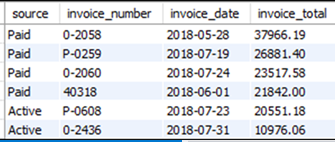 source invoice_number invoice_date invoice_total
Paid 0-2058 2018-05-28 37966.19
Paid P-0259 2018-07-19 26881.40
Paid 0-2060 2018-07-24 23517.58
Paid 40318 2018-06-01 21842.00
Active P-0608 2018-07-23 20551.18
Active 0-2436 2018-07-31 10976.06